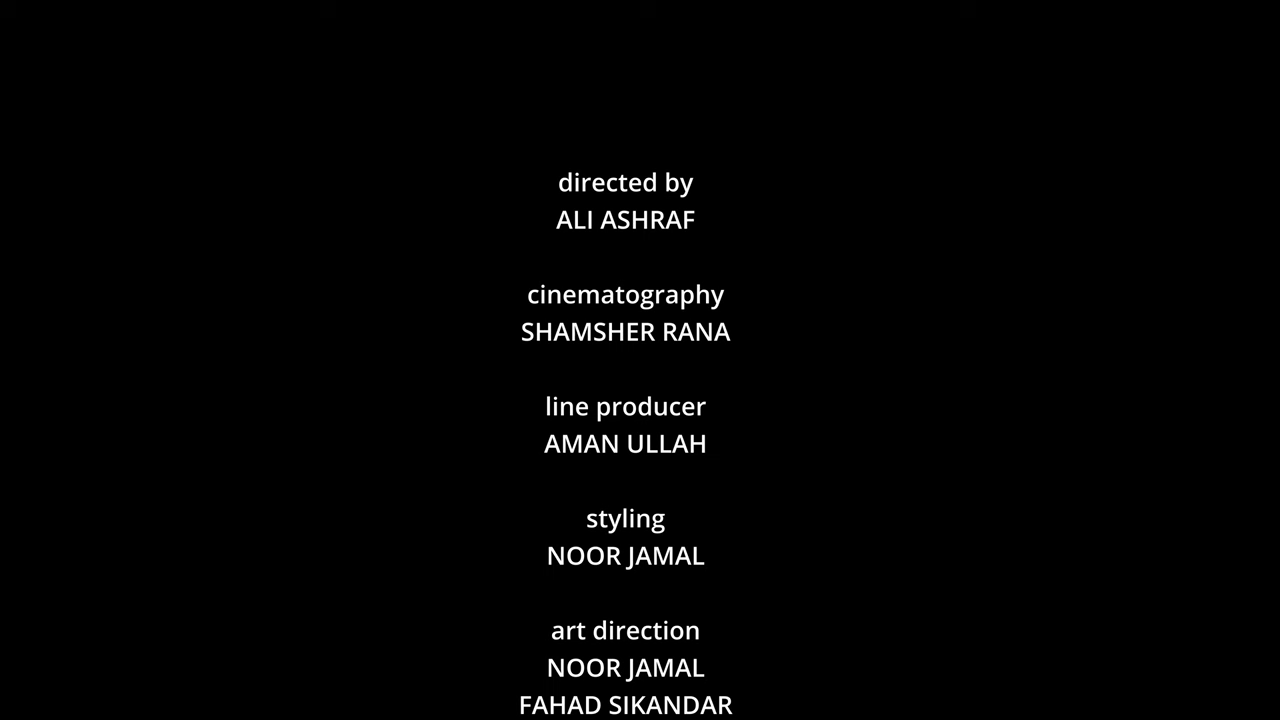 directed by
ALI ASHRAF
cinematography
SHAMSHER RANA
line producer
AMAN ULLAH
styling
NOOR JAMAL
art direction
NOOR JAMAL
FAHAD SIKANDAR